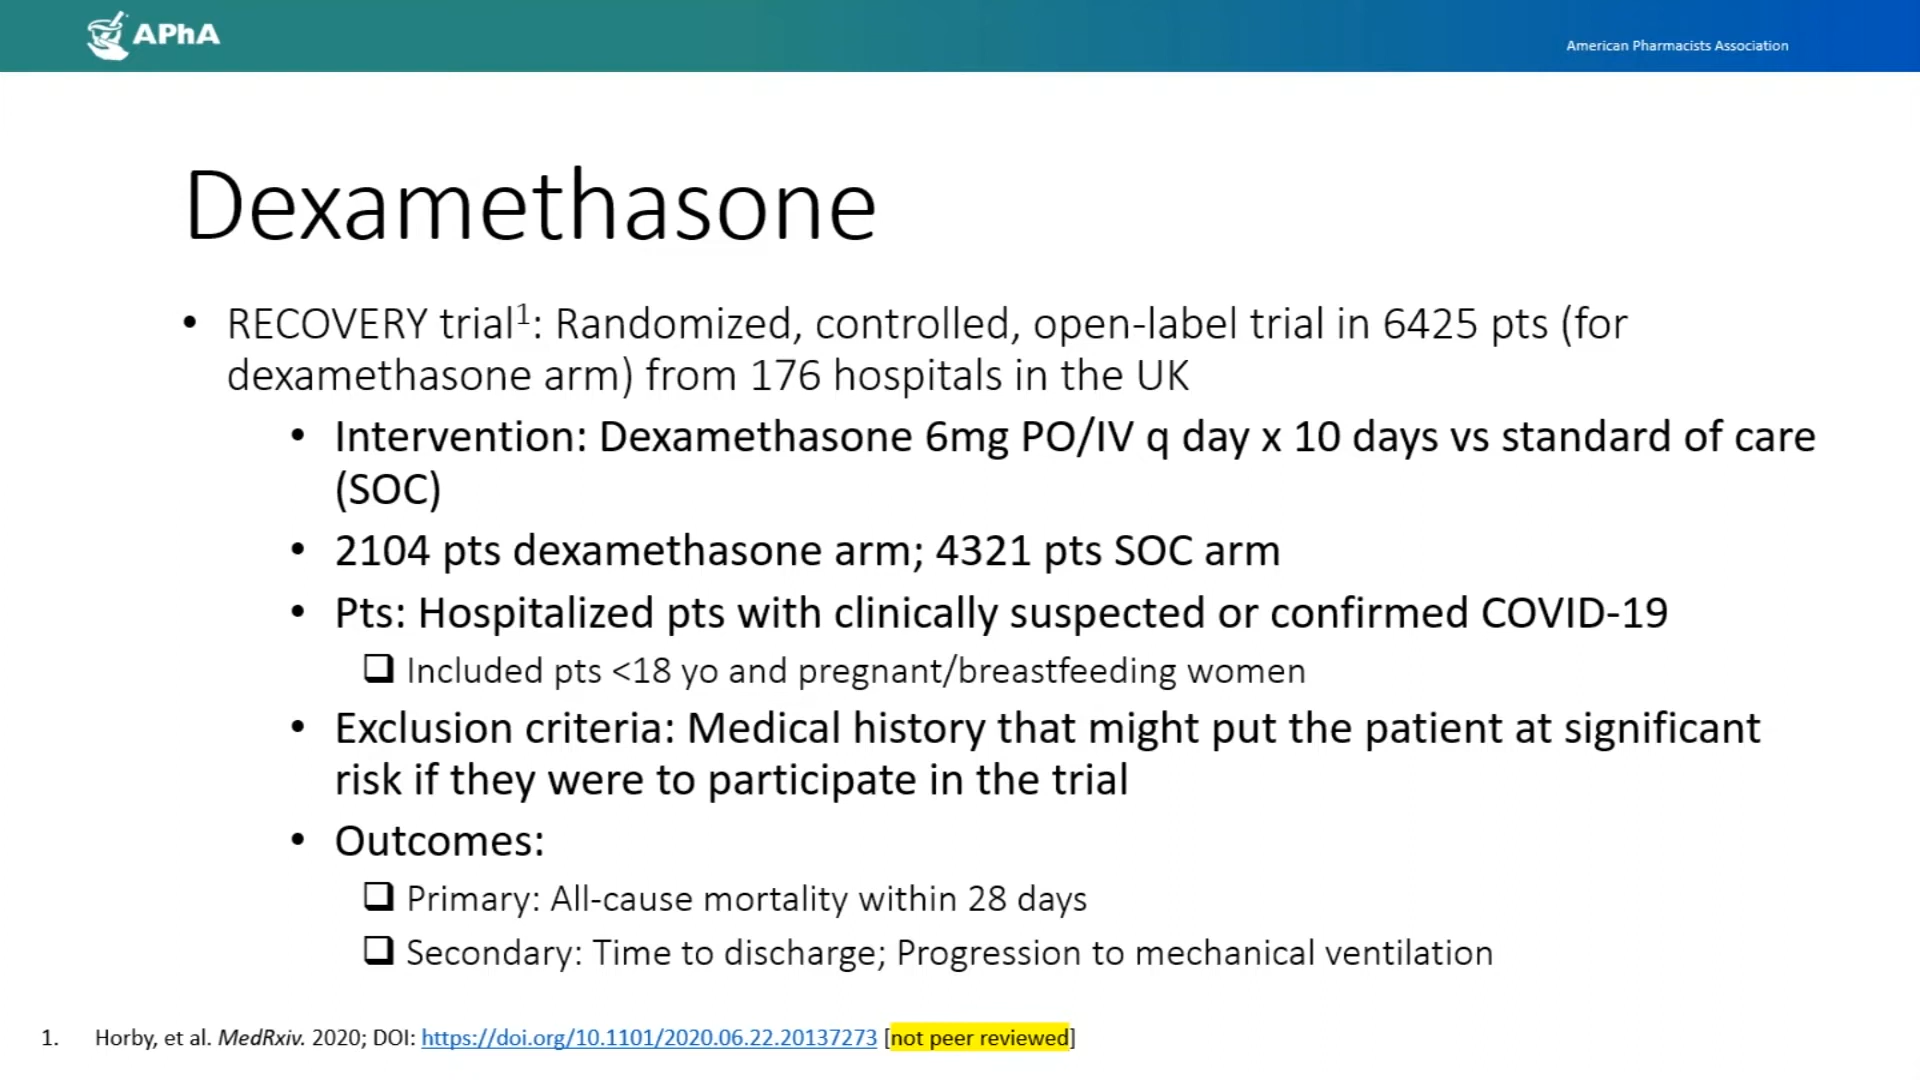 APhA
American Pharmacists Association
Dexamethasone
• RECOVERY trial¹: Randomized, controlled, open-label trial in 6425 pts (for
dexamethasone arm) from 176 hospitals in the UK
• Intervention: Dexamethasone 6mg PO/IV q day x 10 days vs standard of care
(SOC)
• 2104 pts dexamethasone arm; 4321 pts SOC arm
• Pts: Hospitalized pts with clinically suspected or confirmed COVID-19
❑ Included pts <18 yo and pregnant/breastfeeding women
• Exclusion criteria: Medical history that might put the patient at significant
risk if they were to participate in the trial
• Outcomes:
❑ Primary: All-cause mortality within 28 days
❑ Secondary: Time to discharge; Progression to mechanical ventilation
1. Horby, et al. MedRxiv. 2020; DOI: https://doi.org/10.1101/2020.06.22.20137273 [not peer reviewed]